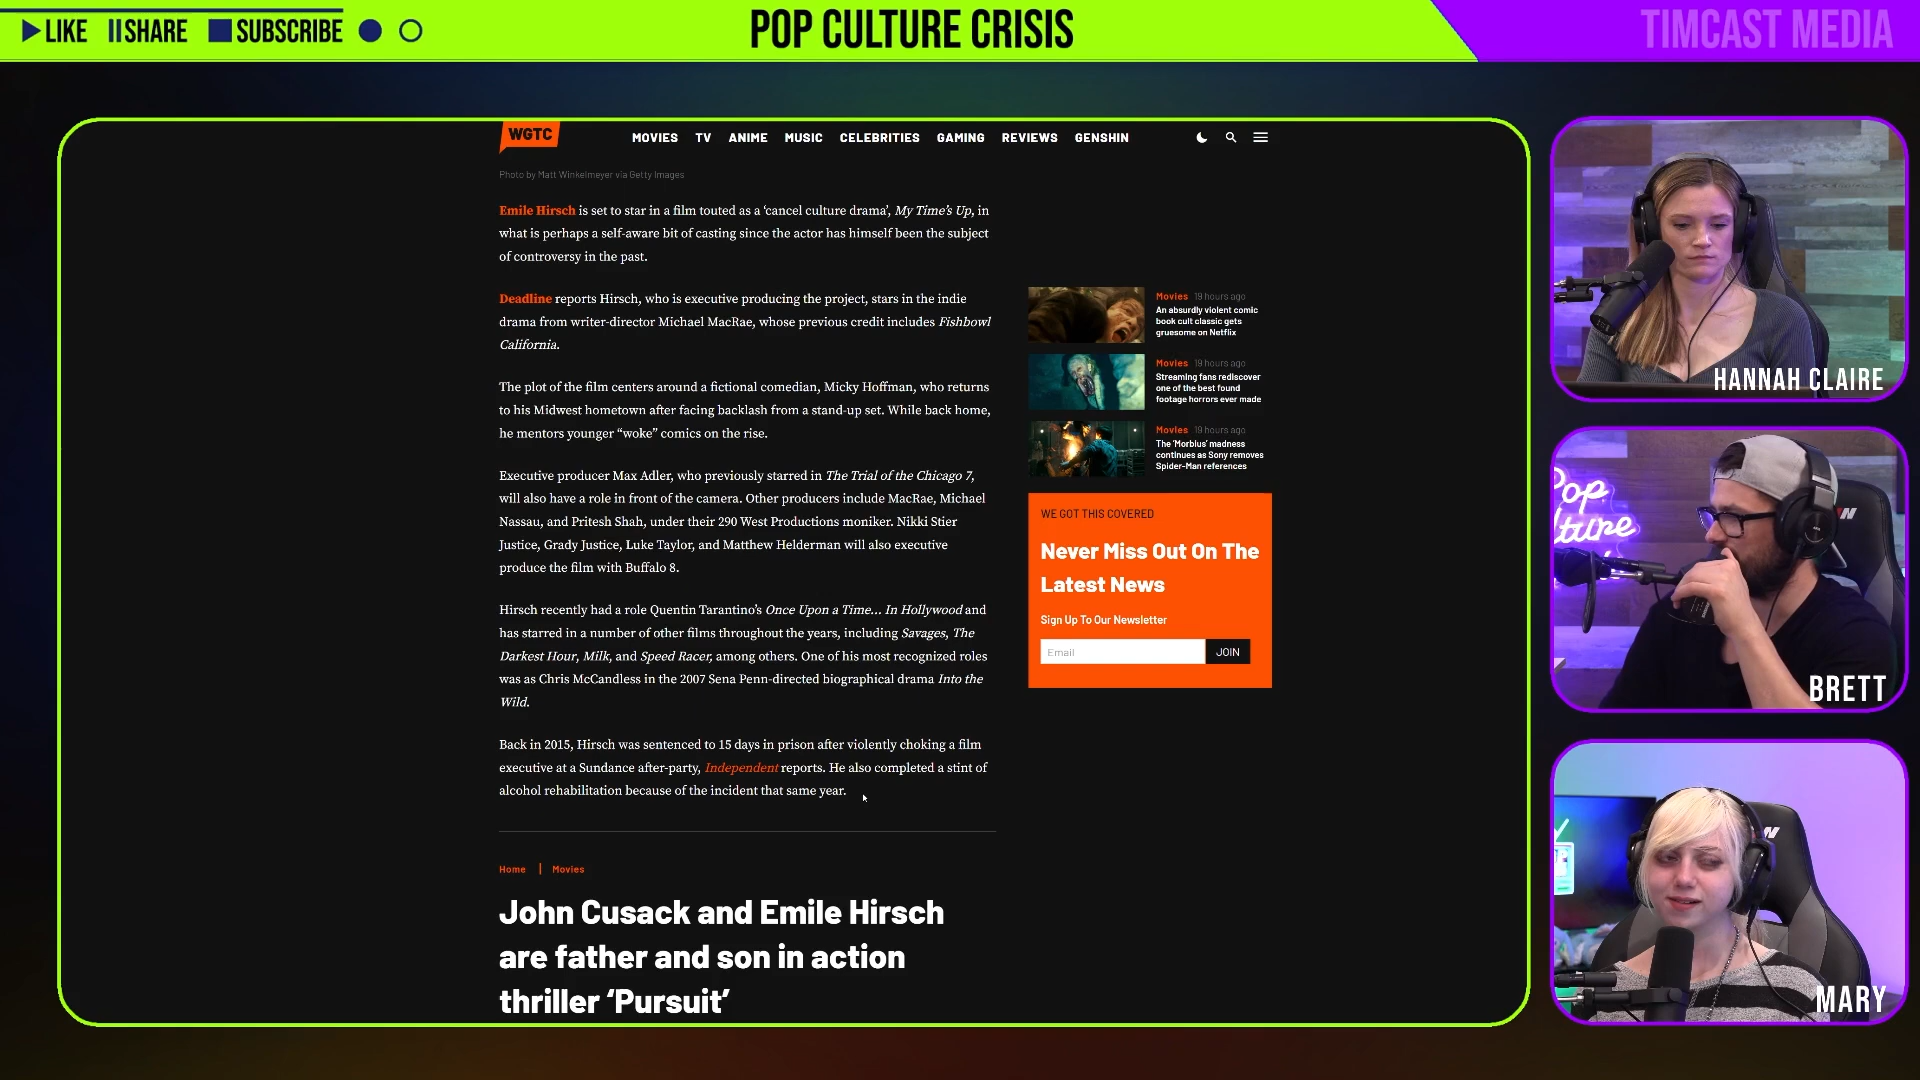 LIKE SHARE SUBSCRIBE
POP CULTURE CRISIS
TIMCAST MEDIA
WGTC
MOVIES TV ANIME MUSIC CELEBRITIES GAMING REVIEWS GENSHIN
Photo by Matt Winkelmeyer via Getty Images
Emile Hirsch is set to star in a film touted as a ‘cancel culture drama’, My Time’s Up, in
what is perhaps a self-aware bit of casting since the actor has himself been the subject
of controversy in the past.
Deadline reports Hirsch, who is executive producing the project, stars in the indie
drama from writer-director Michael MacRae, whose previous credit includes Fishbowl
California.
The plot of the film centers around a fictional comedian, Micky Hoffman, who returns
to his Midwest hometown after facing backlash from a stand-up set. While back home,
he mentors younger “woke” comics on the rise.
Executive producer Max Adler, who previously starred in The Trial of the Chicago 7,
will also have a role in front of the camera. Other producers include MacRae, Michael
Nassau, and Pritesh Shah, under their 290 West Productions moniker. Nikki Stier
Justice, Grady Justice, Luke Taylor, and Matthew Helderman will also executive
produce the film with Buffalo 8.
Hirsch recently had a role Quentin Tarantino’s Once Upon a Time... In Hollywood and
has starred in a number of other films throughout the years, including Savages, The
Darkest Hour, Milk, and Speed Racer, among others. One of his most recognized roles
was as Chris McCandless in the 2007 Sena Penn-directed biographical drama Into the
Wild.
Back in 2015, Hirsch was sentenced to 15 days in prison after violently choking a film
executive at a Sundance after-party, Independent reports. He also completed a stint of
alcohol rehabilitation because of the incident that same year.
Home | Movies
John Cusack and Emile Hirsch
are father and son in action
thriller ‘Pursuit’
Movies 19 hours ago
An absurdly violent comic
book cult classic gets
gruesome on Netflix
Movies 19 hours ago
Streaming fans rediscover
one of the best found
footage horrors ever made
Movies 19 hours ago
The ‘Morbius’ madness
continues as Sony removes
Spider-Man references
WE GOT THIS COVERED
Never Miss Out On The
Latest News
Sign Up To Our Newsletter
Email
JOIN
HANNAH CLAIRE
Pop
lture
BRETT
MARY